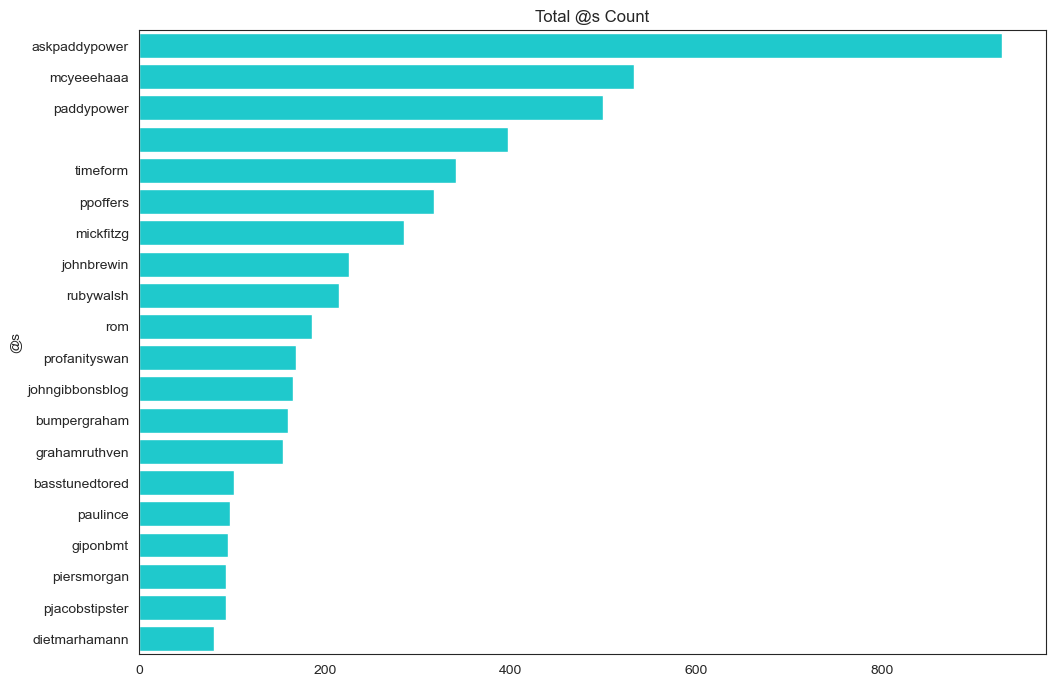 Total @s Count
askpaddypower
mcyeeehaaa
paddypower
timeform
ppoffers
mickfitzg
johnbrewin
rubywalsh
rom
profanityswan
johngibbonsblog
bumpergraham
grahamruthven
basstunedtored
paulince
giponbmt
piersmorgan
pjacobstipster
dietmarhamann
@s
0 200 400 600 800